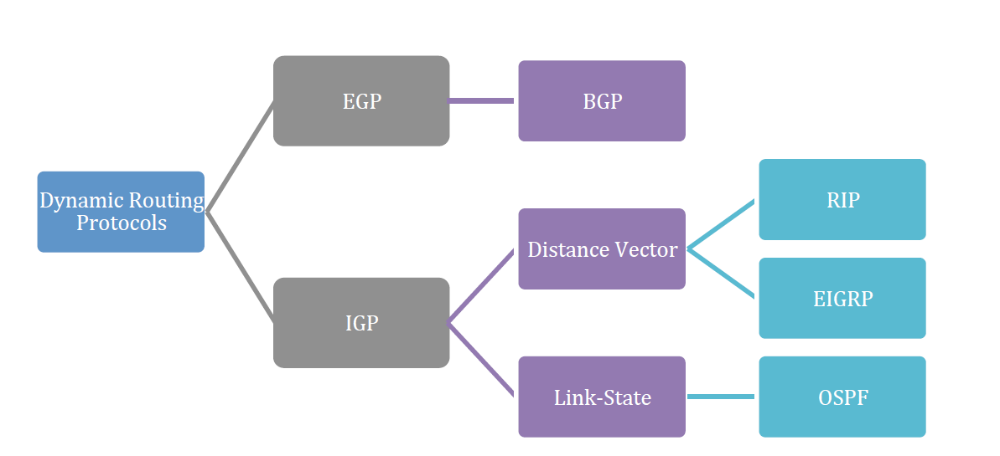 Dynamic Routing
Protocols
EGP
BGP
IGP
Distance Vector
RIP
EIGRP
Link-State
OSPF